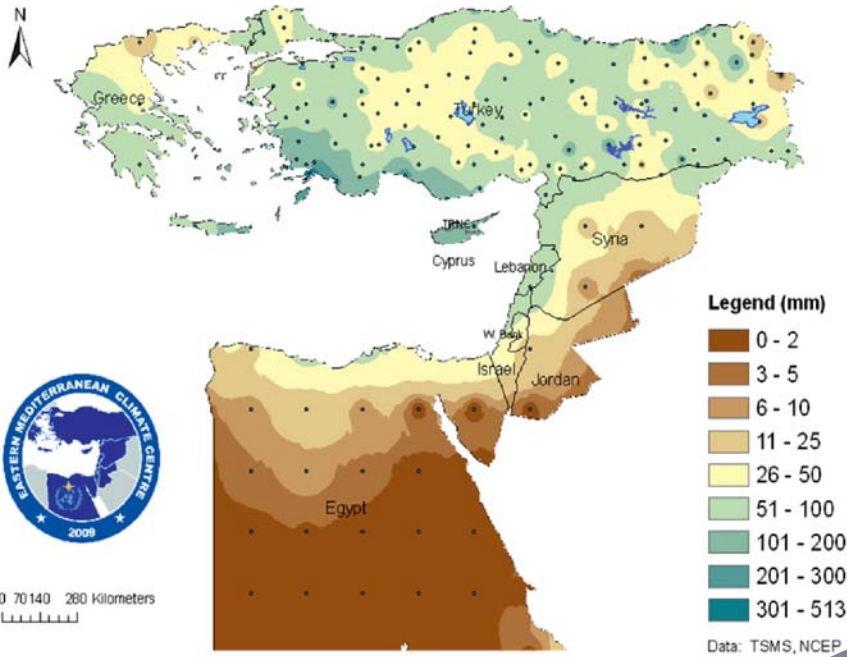 N
Greece
Turkey
TRNC
Cyprus
Lebanon
Syria
W. Bank
Israel
Jordan
Egypt
EASTERN MEDITERRANEAN CLIMATE CENTRE
2009
0 70 140 280 Kilometers
Legend (mm)
0 - 2
3 - 5
6 - 10
11 - 25
26 - 50
51 - 100
101 - 200
201 - 300
301 - 513
Data: TSMS, NCEP